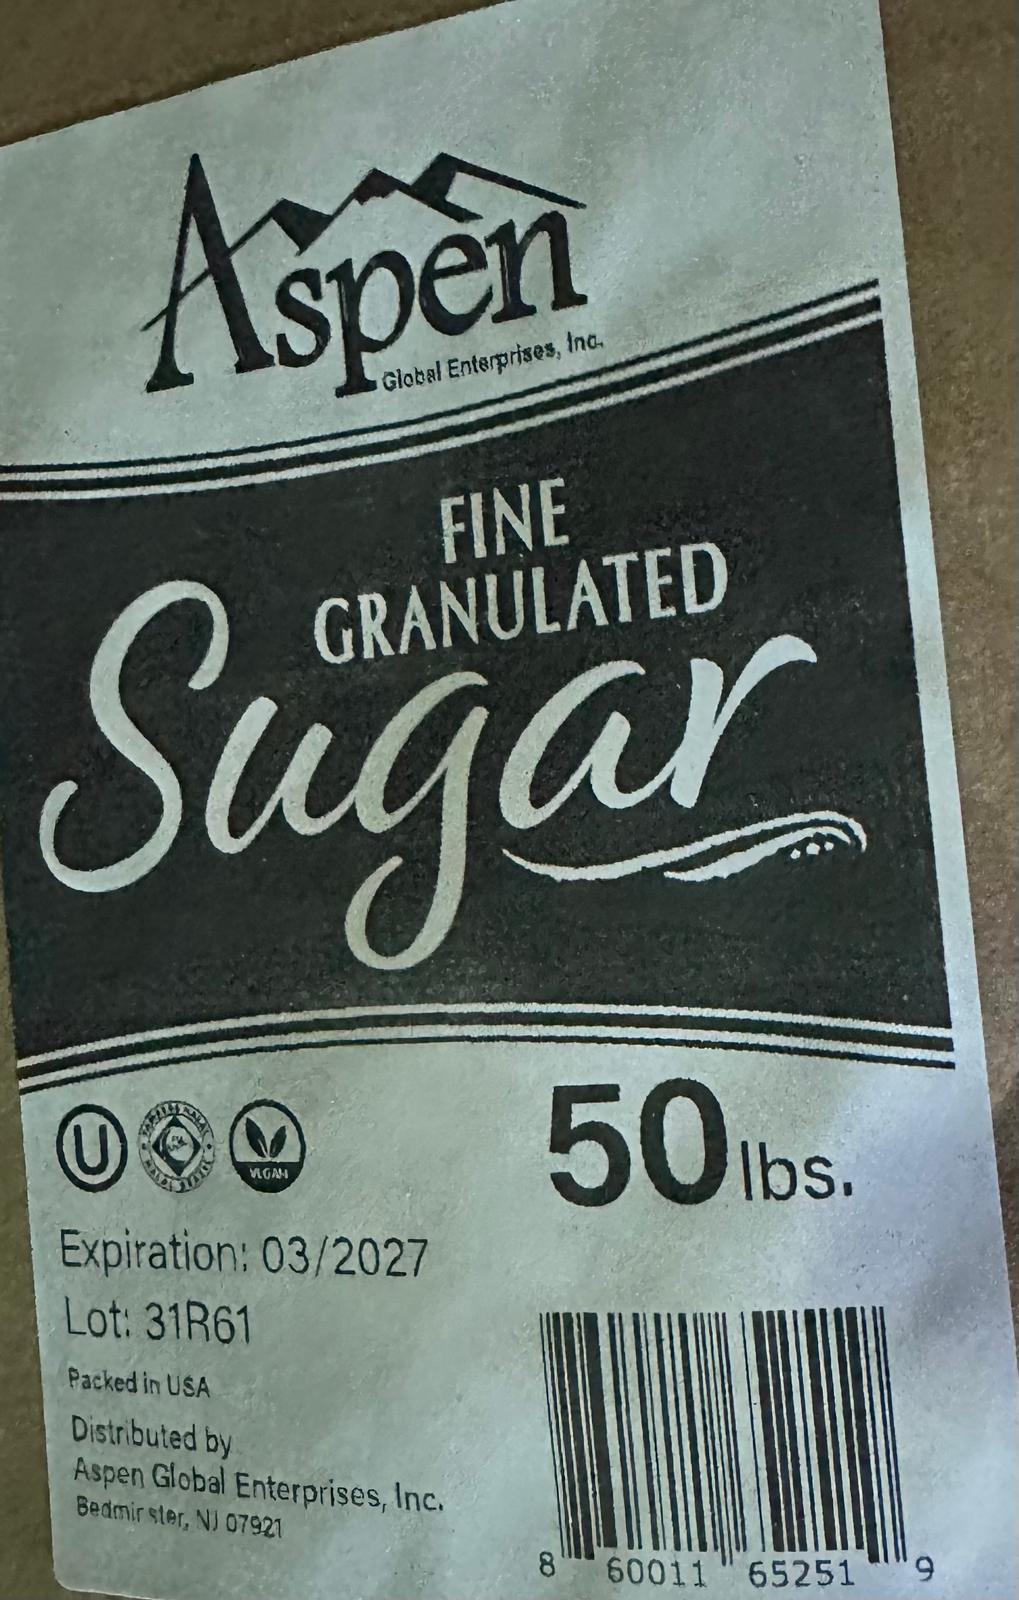 Aspen
Global Enterprises, Inc.
FINE
GRANULATED
Sugar
U
VEGAN
50 lbs.
Expiration: 03/2027
Lot: 31R61
Packed in USA
Distributed by
Aspen Global Enterprises, Inc.
Bedminster, NJ 07921
8 60011 65251 9